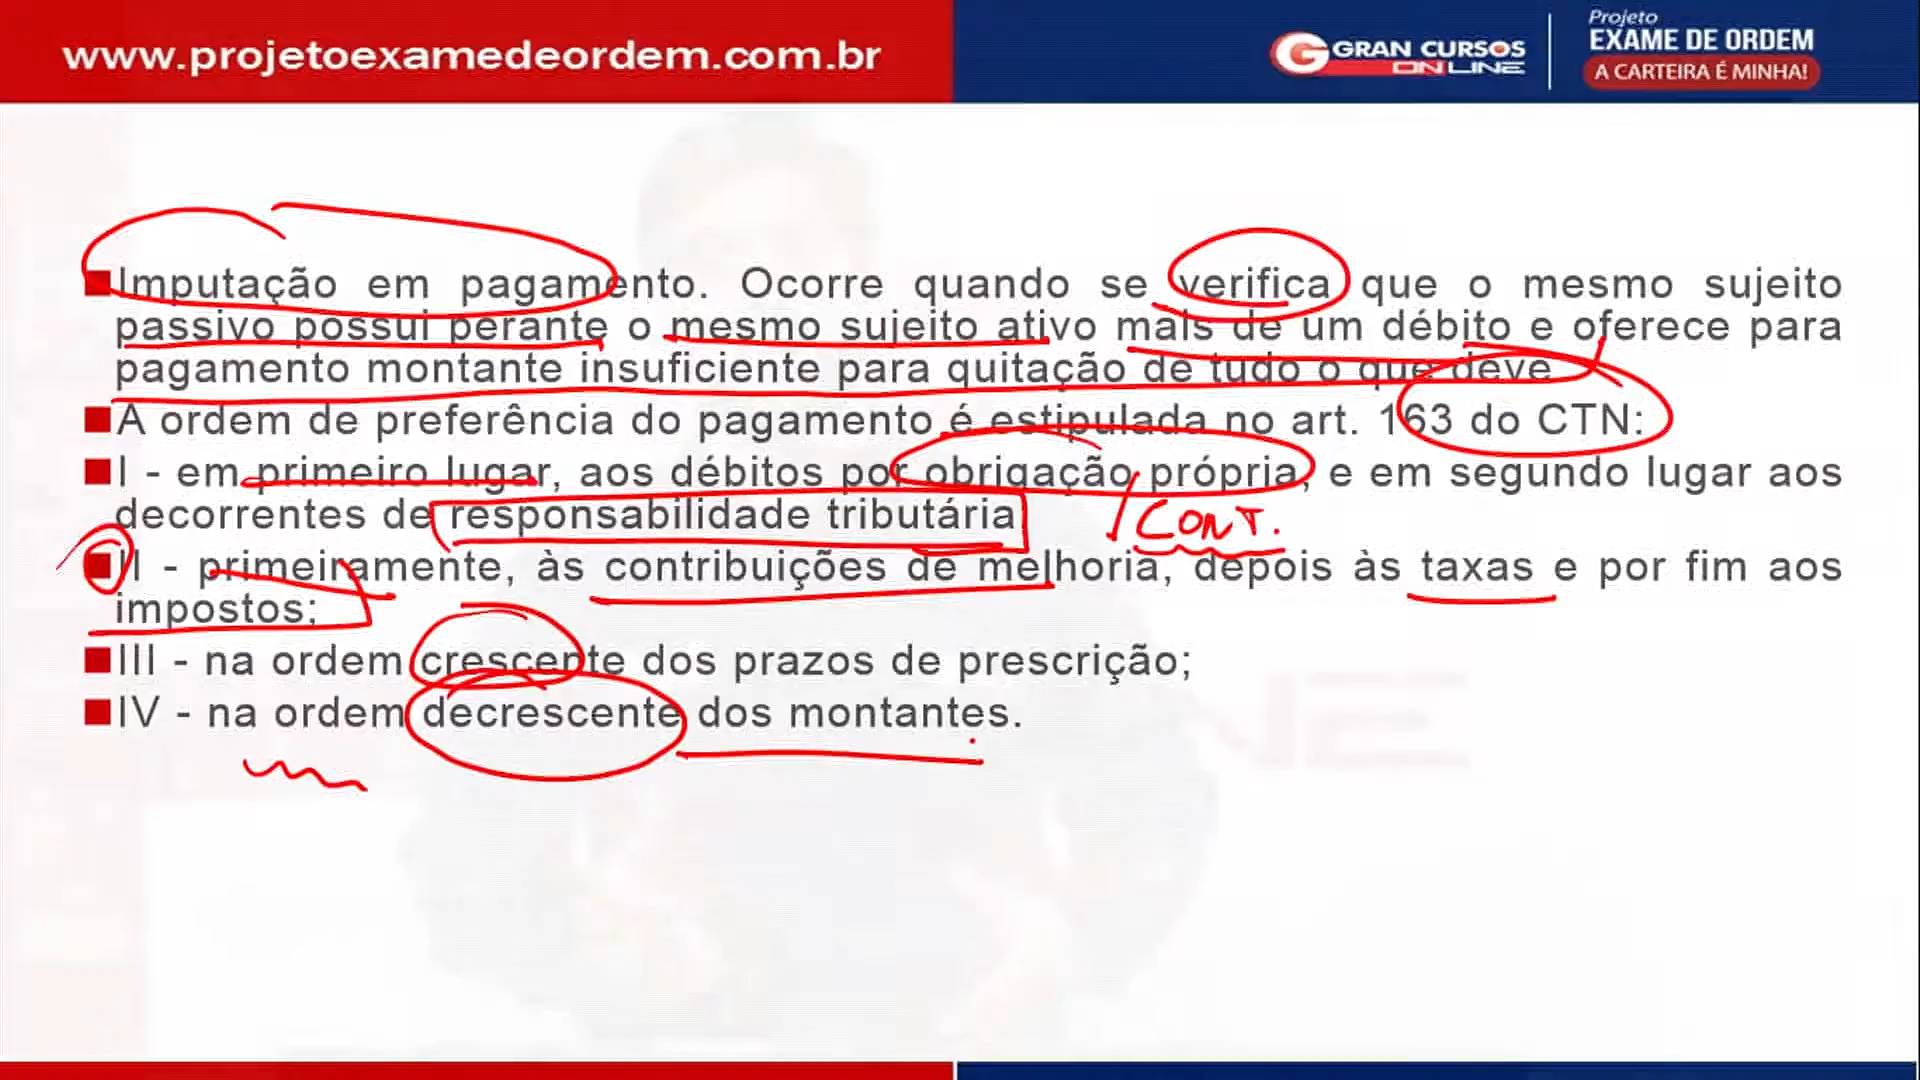 www.projetoexamedeordem.com.br
GRAN CURSOS
ONLINE
Projeto
EXAME DE ORDEM
A CARTEIRA É MINHA!
Imputação em pagamento. Ocorre quando se verifica que o mesmo sujeito
passivo possui perante o mesmo sujeito ativo mais de um débito e oferece para
pagamento montante insuficiente para quitação de tudo o que deve
A ordem de preferência do pagamento é estipulada no art. 163 do CTN:
I - em primeiro lugar, aos débitos por obrigação própria, e em segundo lugar aos
decorrentes de responsabilidade tributária
CONT.
II - primeiramente, às contribuições de melhoria, depois às taxas e por fim aos
impostos;
III - na ordem crescente dos prazos de prescrição;
IV - na ordem decrescente dos montantes.